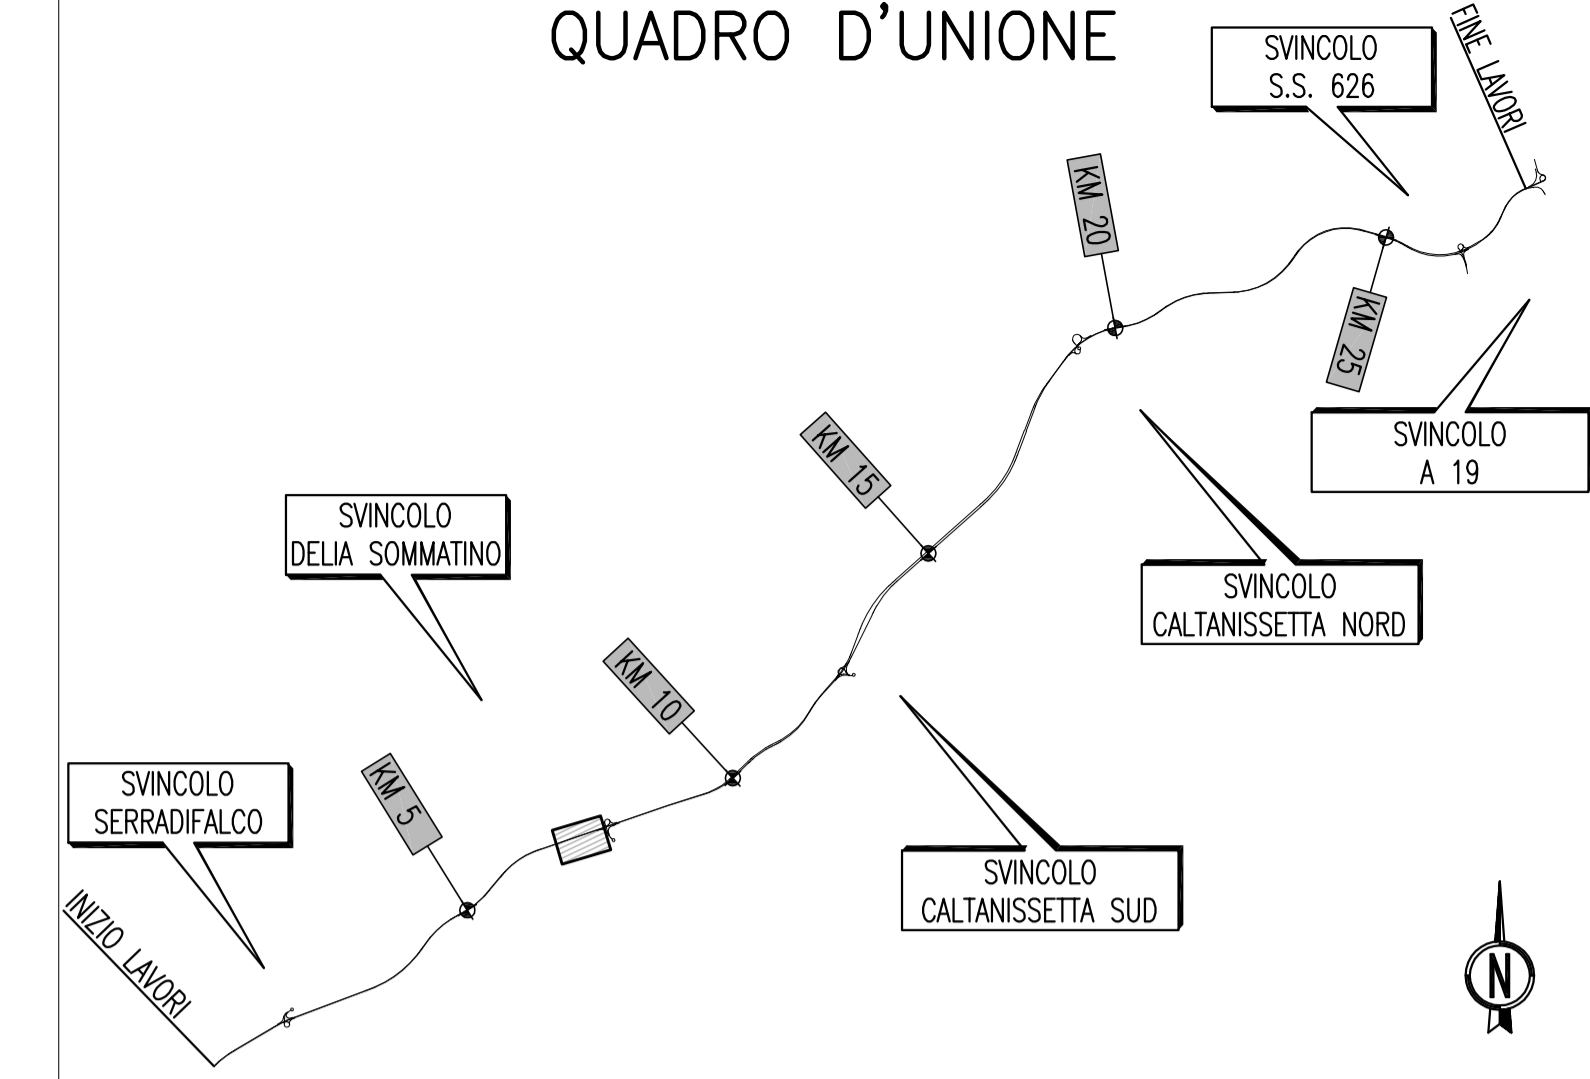 QUADRO D'UNIONE
SVINCOLO
S.S. 626
FINE LAVORI
KM 20
KM 25
SVINCOLO
A 19
KM 15
SVINCOLO
DELIA SOMMATINO
SVINCOLO
CALTANISSETTA NORD
KM 10
KM 5
SVINCOLO
SERRADIFALCO
SVINCOLO
CALTANISSETTA SUD
INIZIO LAVORI
N